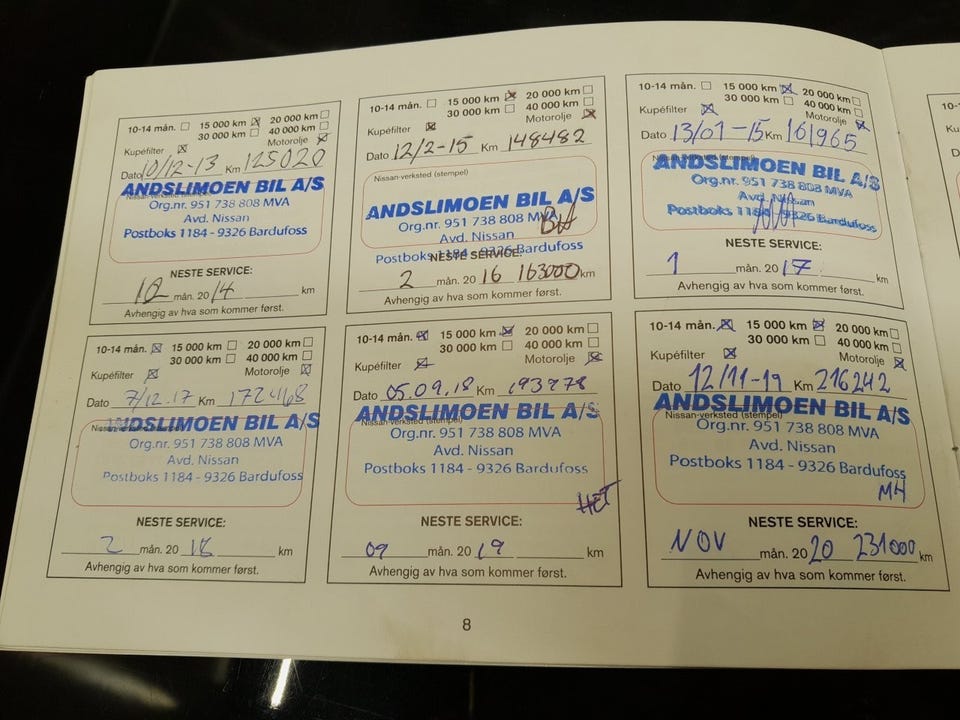 10-14 mån. 15 000 km 20 000 km
30 000 km 40 000 km
Kupéfilter Motorolje
Dato 10/12-13 Km 125020
Nissan-verksted (stempel)
ANDSLIMOEN BIL A/S
Org.nr. 951 738 808 MVA
Avd. Nissan
Postboks 1184 - 9326 Bardufoss
NESTE SERVICE:
12 mån. 2014 km
Avhengig av hva som kommer først.
10-14 mån. 15 000 km 20 000 km
30 000 km 40 000 km
Kupéfilter Motorolje
Dato 12/2-15 Km 148482
Nissan-verksted (stempel)
ANDSLIMOEN BIL A/S
Org.nr. 951 738 808 MVA
Avd. Nissan
Postboks 1184 - 9326 Bardufoss
NESTE SERVICE:
2 mån. 2016 163000 km
Avhengig av hva som kommer først.
10-14 mån. 15 000 km 20 000 km
30 000 km 40 000 km
Kupéfilter Motorolje
Dato 13/01-15 Km 161965
Nissan-verksted (stempel)
ANDSLIMOEN BIL A/S
Org.nr. 951 738 808 MVA
Avd. Nissan
Postboks 1184 - 9326 Bardufoss
NESTE SERVICE:
1 mån. 2017 km
Avhengig av hva som kommer først.
10-14 mån. 15 000 km 20 000 km
30 000 km 40 000 km
Kupéfilter Motorolje
Dato 7/12.17 Km 172468
ANDSLIMOEN BIL A/S
Org.nr. 951 738 808 MVA
Avd. Nissan
Postboks 1184 - 9326 Bardufoss
NESTE SERVICE:
2 mån. 2018 km
Avhengig av hva som kommer først.
10-14 mån. 15 000 km 20 000 km
30 000 km 40 000 km
Kupéfilter Motorolje
Dato 05.09.18 Km 193978
Nissan-verksted (stempel)
ANDSLIMOEN BIL A/S
Org.nr. 951 738 808 MVA
Avd. Nissan
Postboks 1184 - 9326 Bardufoss
NESTE SERVICE:
09 mån. 2019 km
Avhengig av hva som kommer først.
10-14 mån. 15 000 km 20 000 km
30 000 km 40 000 km
Kupéfilter Motorolje
Dato 12/11-19 Km 216242
Nissan-verksted (stempel)
ANDSLIMOEN BIL A/S
Org.nr. 951 738 808 MVA
Avd. Nissan
Postboks 1184 - 9326 Bardufoss
MH
NESTE SERVICE:
NOV mån. 2020 231000 km
Avhengig av hva som kommer først.
8